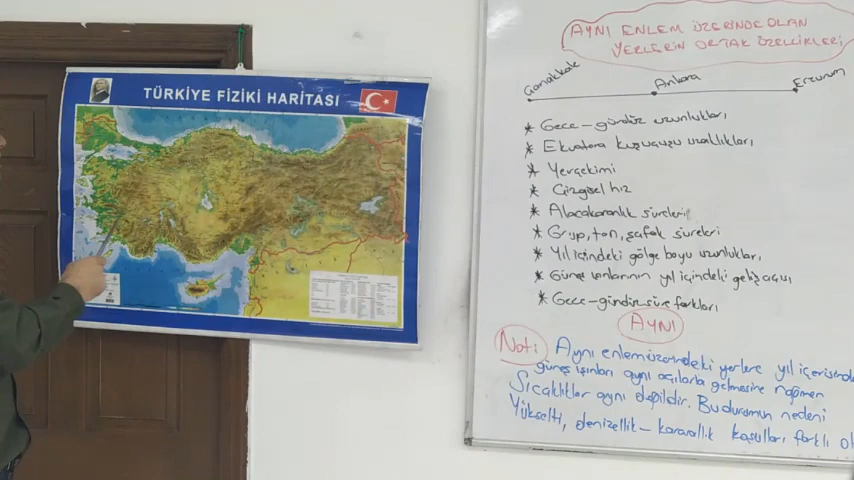 TÜRKİYE FİZİKİ HARİTASI
AYNI ENLEM ÜZERİNDE OLAN
YERLERİN ORTAK ÖZELLİKLERİ;
Çanakkale Ankara Erzurum
* Gece-gündüz uzunlukları
* Ekvatora kuşuçuşu uzaklıkları
* Yerçekimi
* Çizgisel hız
* Alacakaranlık süreleri
* Grup, tan, şafak süreleri
* Yıl içindeki gölge boyu uzunlukları
* Güneş ışınlarının yıl içindeki geliş açısı
* Gece-gündüz süre farkları
AYNI
Not: Aynı enlem üzerindeki yerlere yıl içerisinde
güneş ışınları aynı açılarla gelmesine rağmen
Sıcaklıklar aynı değildir. Bu durumun nedeni
Yükselti, denizellik-karasallık koşulları farklı ol